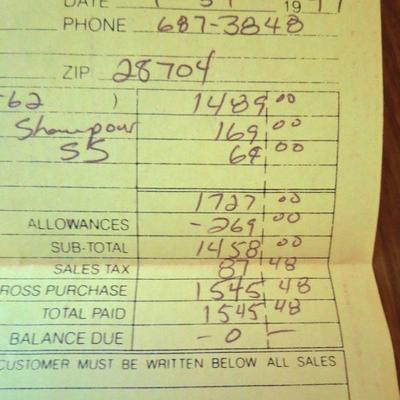 DATE 19
PHONE 687-3848
ZIP 28704
-62 ) 1489 00
Shampour 169 00
SS 69 00
1727 00
ALLOWANCES -269 00
SUB-TOTAL 1458 00
SALES TAX 87 48
ROSS PURCHASE 1545 48
TOTAL PAID 1545 48
BALANCE DUE -0-
CUSTOMER MUST BE WRITTEN BELOW ALL SALES